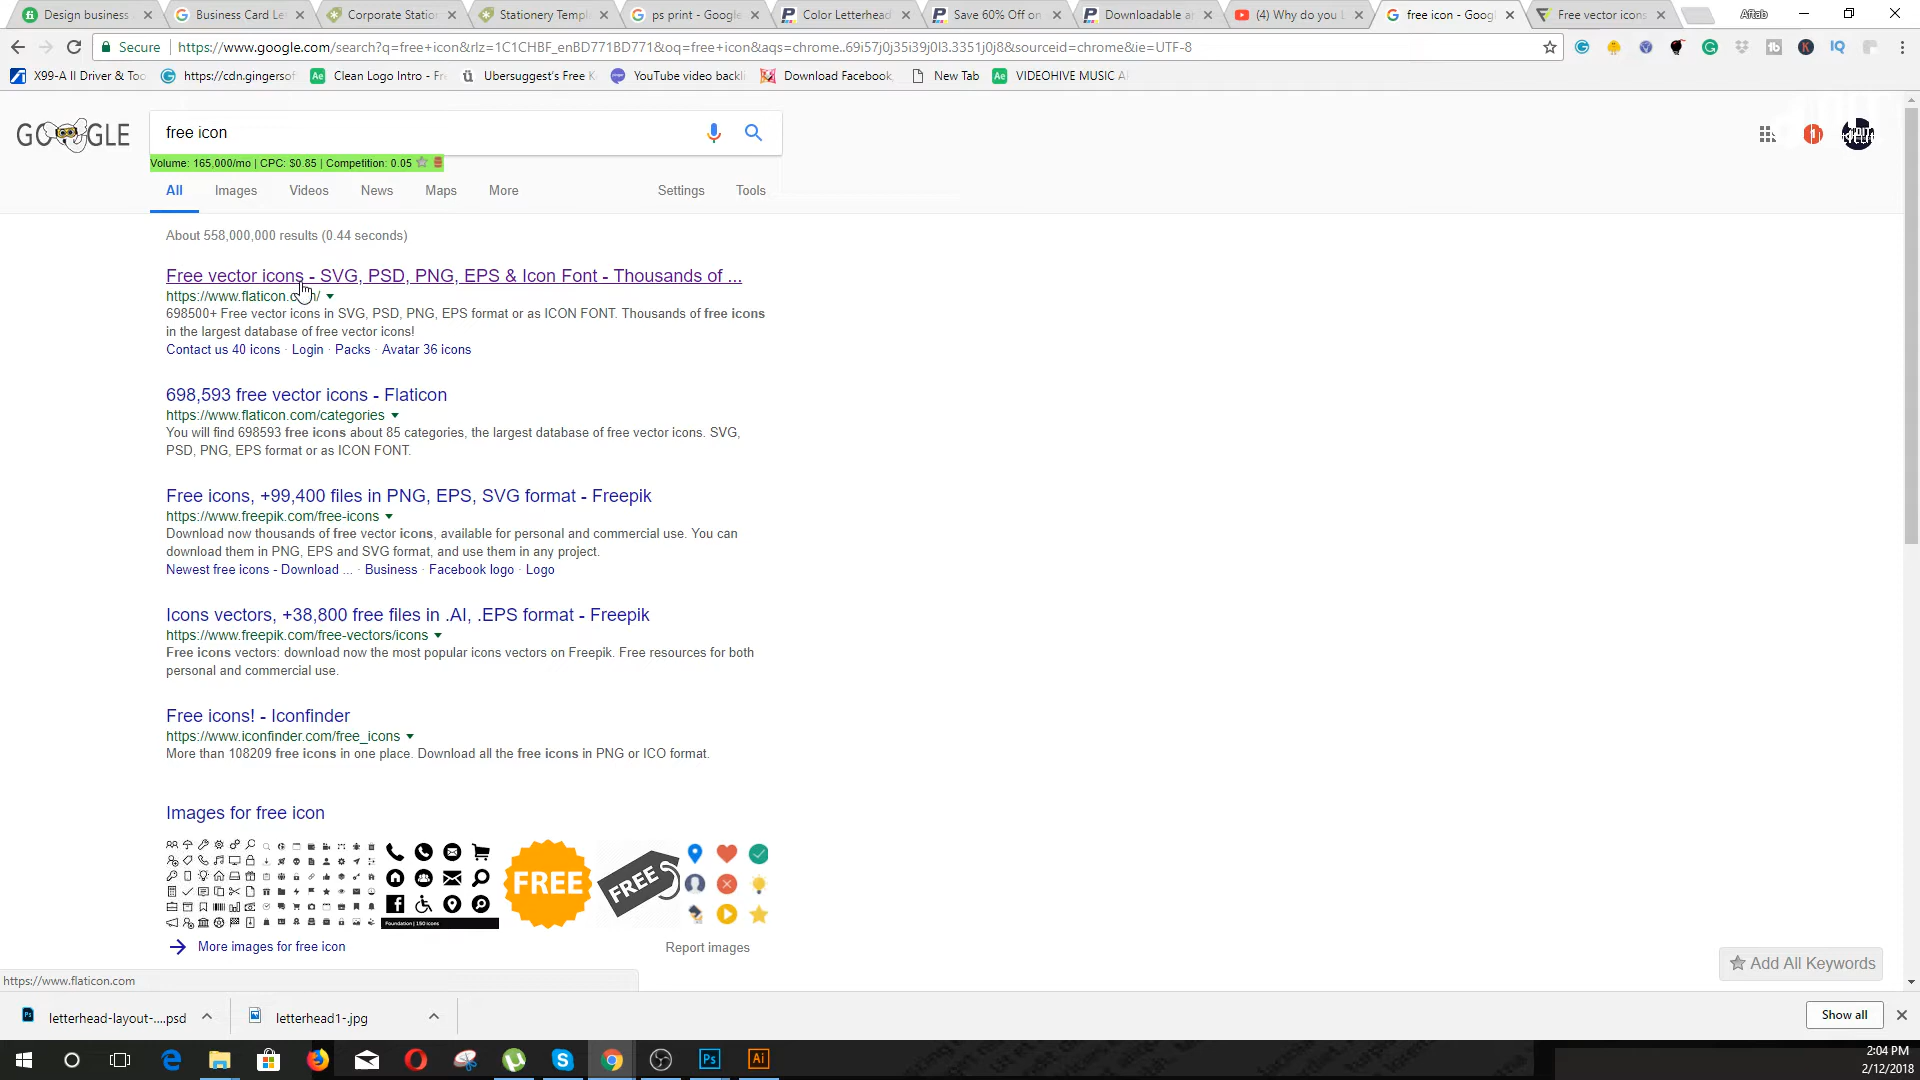 Design business
Business Card Le
Corporate Statio
Stationery Templ
ps print - Google
Color Letterhead
Save 60% Off on
Downloadable a
(4) Why do you
free icon - Goog
Free vector icons
Aftab
Secure
https://www.google.com/search?q=free+icon&rlz=1C1CHBF_enBD771BD771&oq=free+icon&aqs=chrome..69i57j0j35i39j0l3.3351j0j8&sourceid=chrome&ie=UTF-8
X99-A II Driver & Too
https://cdn.gingersof
Clean Logo Intro - Fr
Ubersuggest's Free K
YouTube video backli
Download Facebook
New Tab
VIDEOHIVE MUSIC A
GOOGLE
free icon
Volume: 165,000/mo | CPC: $0.85 | Competition: 0.05
All
Images
Videos
News
Maps
More
Settings
Tools
About 558,000,000 results (0.44 seconds)
Free vector icons - SVG, PSD, PNG, EPS & Icon Font - Thousands of ...
https://www.flaticon.com/
698500+ Free vector icons in SVG, PSD, PNG, EPS format or as ICON FONT. Thousands of free icons
in the largest database of free vector icons!
Contact us 40 icons · Login · Packs · Avatar 36 icons
698,593 free vector icons - Flaticon
https://www.flaticon.com/categories
You will find 698593 free icons about 85 categories, the largest database of free vector icons. SVG,
PSD, PNG, EPS format or as ICON FONT.
Free icons, +99,400 files in PNG, EPS, SVG format - Freepik
https://www.freepik.com/free-icons
Download now thousands of free vector icons, available for personal and commercial use. You can
download them in PNG, EPS and SVG format, and use them in any project.
Newest free icons - Download ... · Business · Facebook logo · Logo
Icons vectors, +38,800 free files in .AI, .EPS format - Freepik
https://www.freepik.com/free-vectors/icons
Free icons vectors: download now the most popular icons vectors on Freepik. Free resources for both
personal and commercial use.
Free icons! - Iconfinder
https://www.iconfinder.com/free_icons
More than 108209 free icons in one place. Download all the free icons in PNG or ICO format.
Images for free icon
FREE
FREE
Foundation | 150 icons
More images for free icon
Report images
Add All Keywords
https://www.flaticon.com
letterhead-layout-....psd
letterhead1-.jpg
Show all
Ps
Ai
2:04 PM
2/12/2018